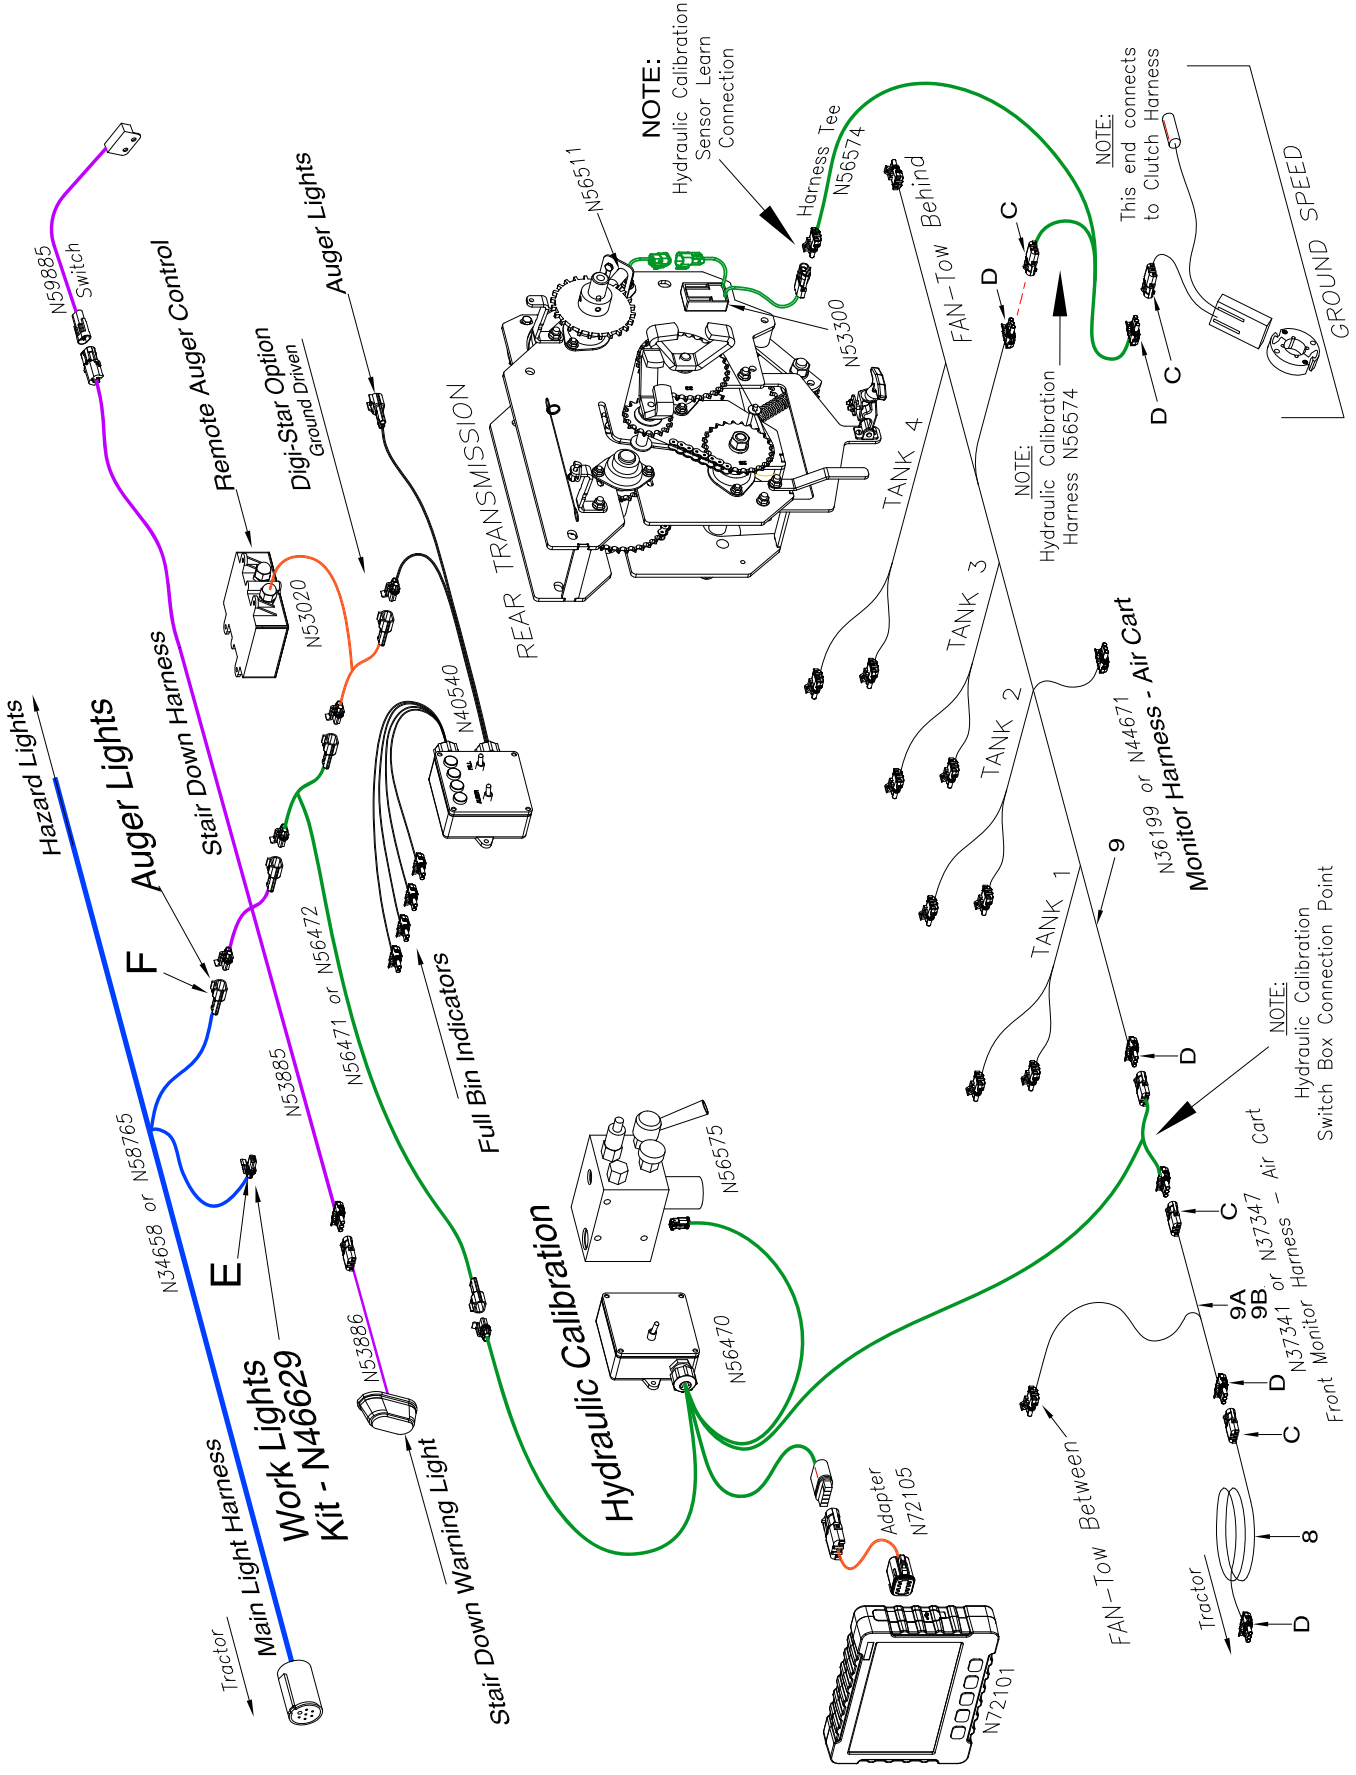 Hazard Lights
N59885
Switch
Remote Auger Control
Auger Lights
Digi-Star Option
Ground Driven
F
Auger Lights
Stair Down Harness
N53020
N40540
N34658 or N58765
N53885
N56471 or N56472
Full Bin Indicators
E
Work Lights
Kit - N46629
Main Light Harness
Tractor
N53886
Stair Down Warning Light
Hydraulic Calibration
N56575
N56470
Adapter
N72105
N72101
REAR TRANSMISSION
N56511
N53300
NOTE:
Hydraulic Calibration
Sensor Learn
Connection
Harness Tee
N56574
FAN-Tow Behind
D
C
NOTE:
This end connects
to Clutch Harness
GROUND SPEED
D
C
NOTE:
Hydraulic Calibration
Harness N56574
TANK 4
TANK 3
TANK 2
TANK 1
9
N36199 or N44671
Monitor Harness - Air Cart
D
NOTE:
Hydraulic Calibration
Switch Box Connection Point
C
9A
9B
N37341 or N37347
Front Monitor Harness - Air Cart
D
C
FAN-Tow Between
8
Tractor
D